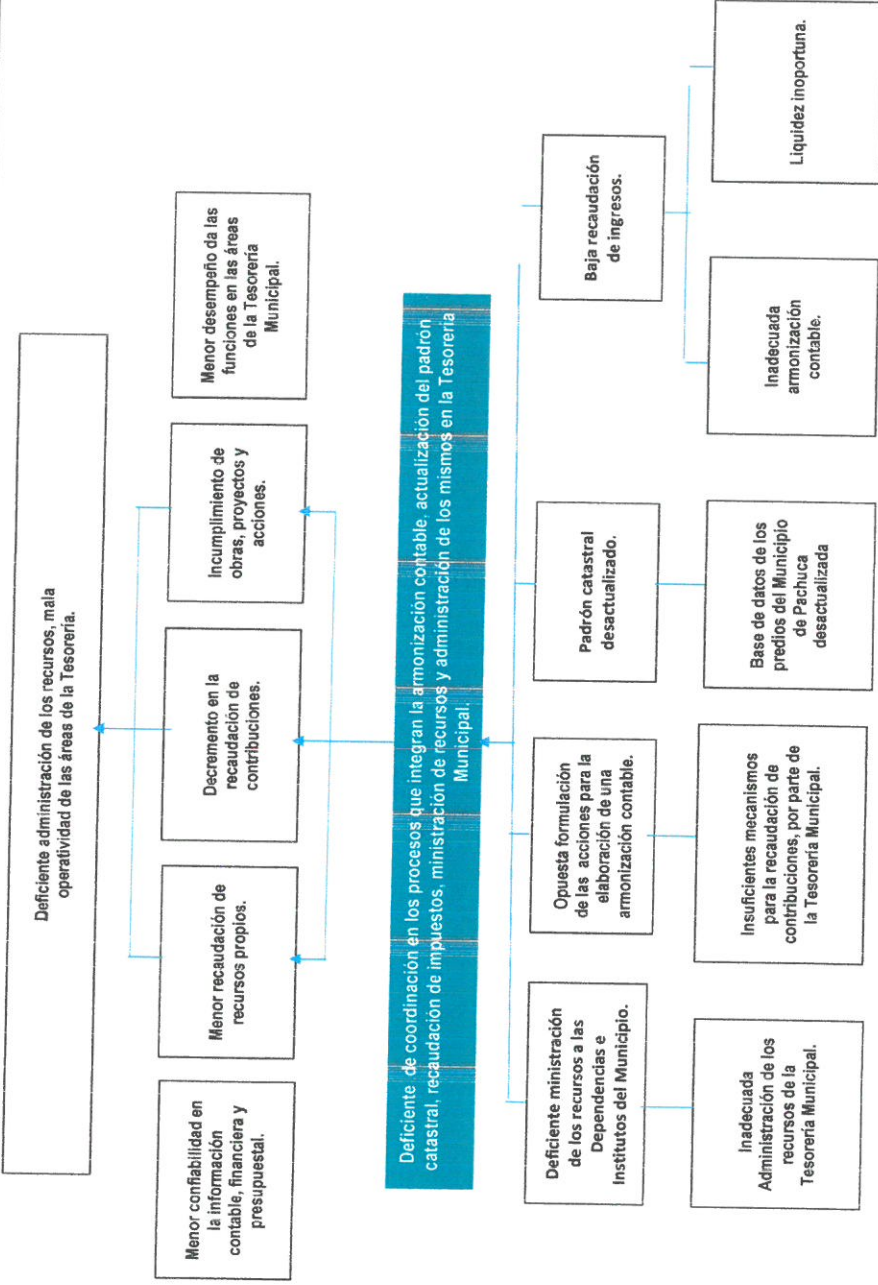 Deficiente administración de los recursos, mala
operatividad de las áreas de la Tesorería.
Menor confiabilidad en
la información
contable, financiera y
presupuestal.
Menor recaudación de
recursos propios.
Decremento en la
recaudación de
contribuciones.
Incumplimiento de
obras, proyectos y
acciones.
Menor desempeño da las
funciones en las áreas
de la Tesorería
Municipal.
Deficiente de coordinación en los procesos que integran la armonización contable, actualización del padrón
catastral, recaudación de impuestos, ministración de recursos y administración de los mismos en la Tesorería
Municipal.
Deficiente ministración
de los recursos a las
Dependencias e
Institutos del Municipio.
Opuesta formulación
de las acciones para la
elaboración de una
armonización contable.
Padrón catastral
desactualizado.
Baja recaudación
de ingresos.
Inadecuada
Administración de los
recursos de la
Tesorería Municipal.
Insuficientes mecanismos
para la recaudación de
contribuciones, por parte de
la Tesorería Municipal.
Base de datos de los
predios del Municipio
de Pachuca
desactualizada
Inadecuada
armonización
contable.
Liquidez inoportuna.